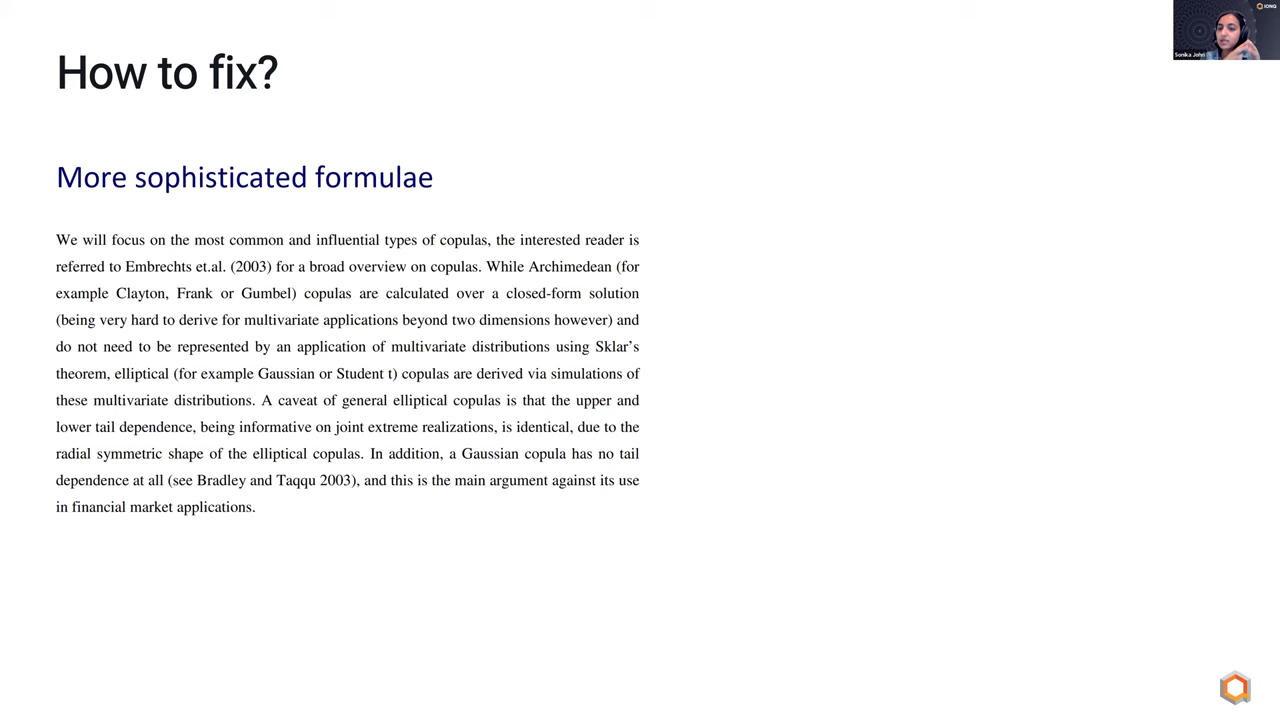 How to fix?
More sophisticated formulae
We will focus on the most common and influential types of copulas, the interested reader is
referred to Embrechts et.al. (2003) for a broad overview on copulas. While Archimedean (for
example Clayton, Frank or Gumbel) copulas are calculated over a closed-form solution
(being very hard to derive for multivariate applications beyond two dimensions however) and
do not need to be represented by an application of multivariate distributions using Sklar’s
theorem, elliptical (for example Gaussian or Student t) copulas are derived via simulations of
these multivariate distributions. A caveat of general elliptical copulas is that the upper and
lower tail dependence, being informative on joint extreme realizations, is identical, due to the
radial symmetric shape of the elliptical copulas. In addition, a Gaussian copula has no tail
dependence at all (see Bradley and Taqqu 2003), and this is the main argument against its use
in financial market applications.
IONQ
Sonika Johri